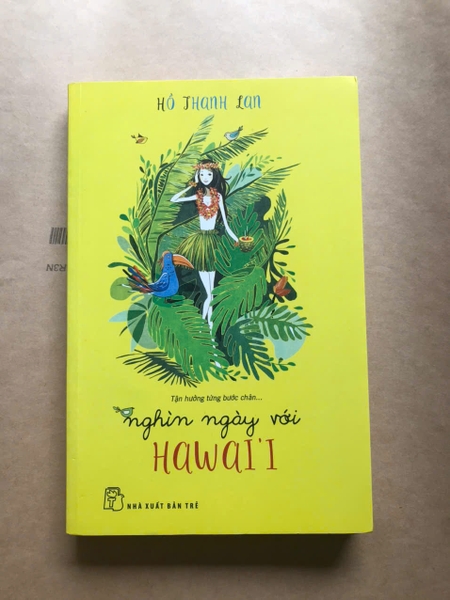 Hồ Thanh Lan
Tận hưởng từng bước chân...
nghìn ngày với
HAWAI'I
NHÀ XUẤT BẢN TRẺ